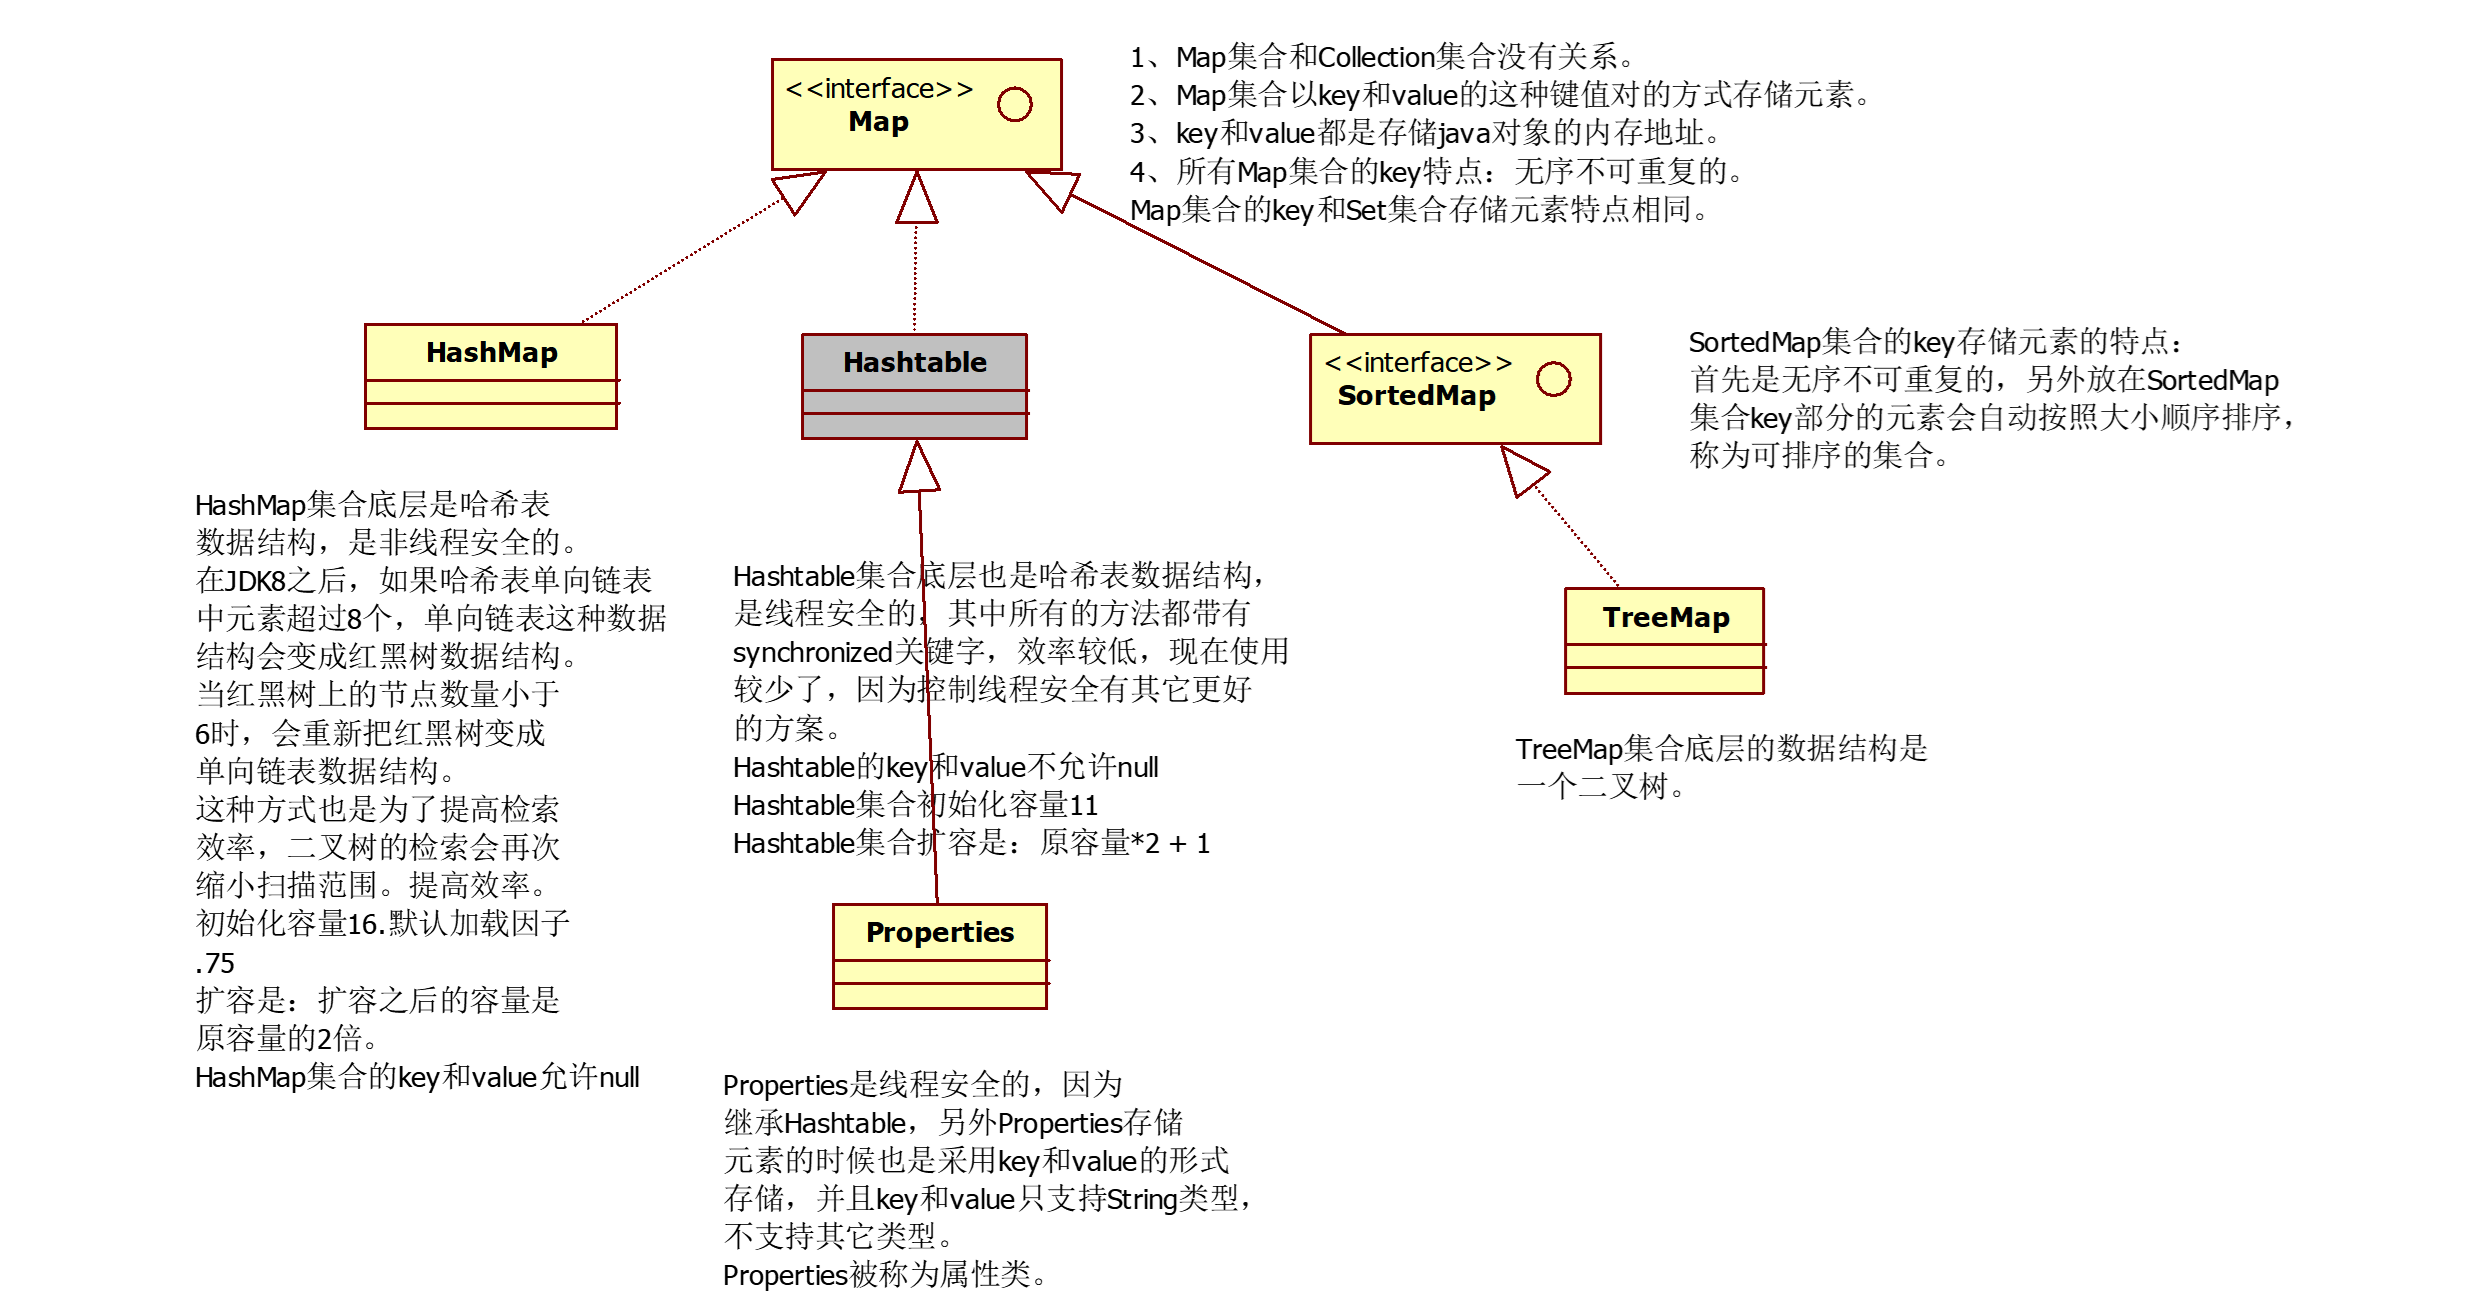 <<interface>>
Map
1、Map集合和Collection集合没有关系。
2、Map集合以key和value的这种键值对的方式存储元素。
3、key和value都是存储java对象的内存地址。
4、所有Map集合的key特点：无序不可重复的。
Map集合的key和Set集合存储元素特点相同。
HashMap
Hashtable
<<interface>>
SortedMap
SortedMap集合的key存储元素的特点：
首先是无序不可重复的，另外放在SortedMap
集合key部分的元素会自动按照大小顺序排序，
称为可排序的集合。
HashMap集合底层是哈希表
数据结构，是非线程安全的。
在JDK8之后，如果哈希表单向链表
中元素超过8个，单向链表这种数据
结构会变成红黑树数据结构。
当红黑树上的节点数量小于
6时，会重新把红黑树变成
单向链表数据结构。
这种方式也是为了提高检索
效率，二叉树的检索会再次
缩小扫描范围。提高效率。
初始化容量16.默认加载因子
.75
扩容是：扩容之后的容量是
原容量的2倍。
HashMap集合的key和value允许null
Hashtable集合底层也是哈希表数据结构，
是线程安全的，其中所有的方法都带有
synchronized关键字，效率较低，现在使用
较少了，因为控制线程安全有其它更好
的方案。
Hashtable的key和value不允许null
Hashtable集合初始化容量11
Hashtable集合扩容是：原容量*2 + 1
TreeMap
TreeMap集合底层的数据结构是
一个二叉树。
Properties
Properties是线程安全的，因为
继承Hashtable，另外Properties存储
元素的时候也是采用key和value的形式
存储，并且key和value只支持String类型，
不支持其它类型。
Properties被称为属性类。